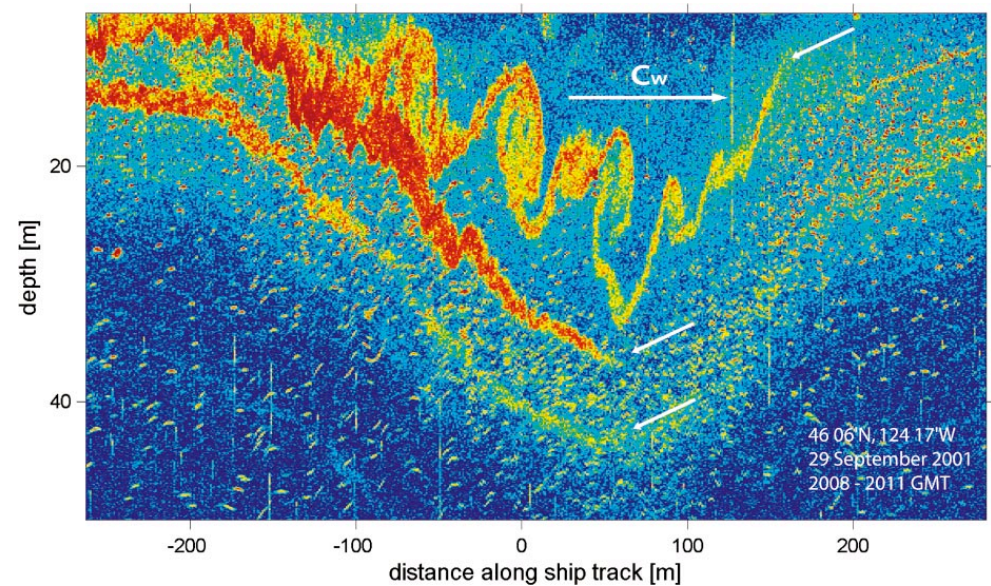 Cw
20
40
depth [m]
46 06'N, 124 17'W
29 September 2001
2008 - 2011 GMT
-200 -100 0 100 200
distance along ship track [m]